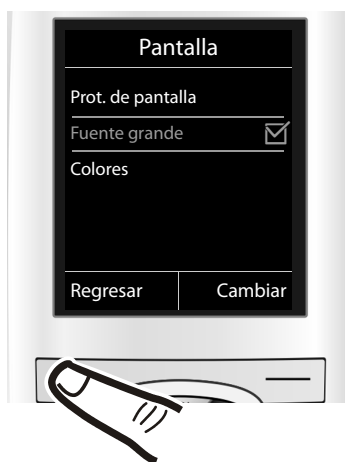 Pantalla
Prot. de pantalla
Fuente grande
Colores
Regresar Cambiar